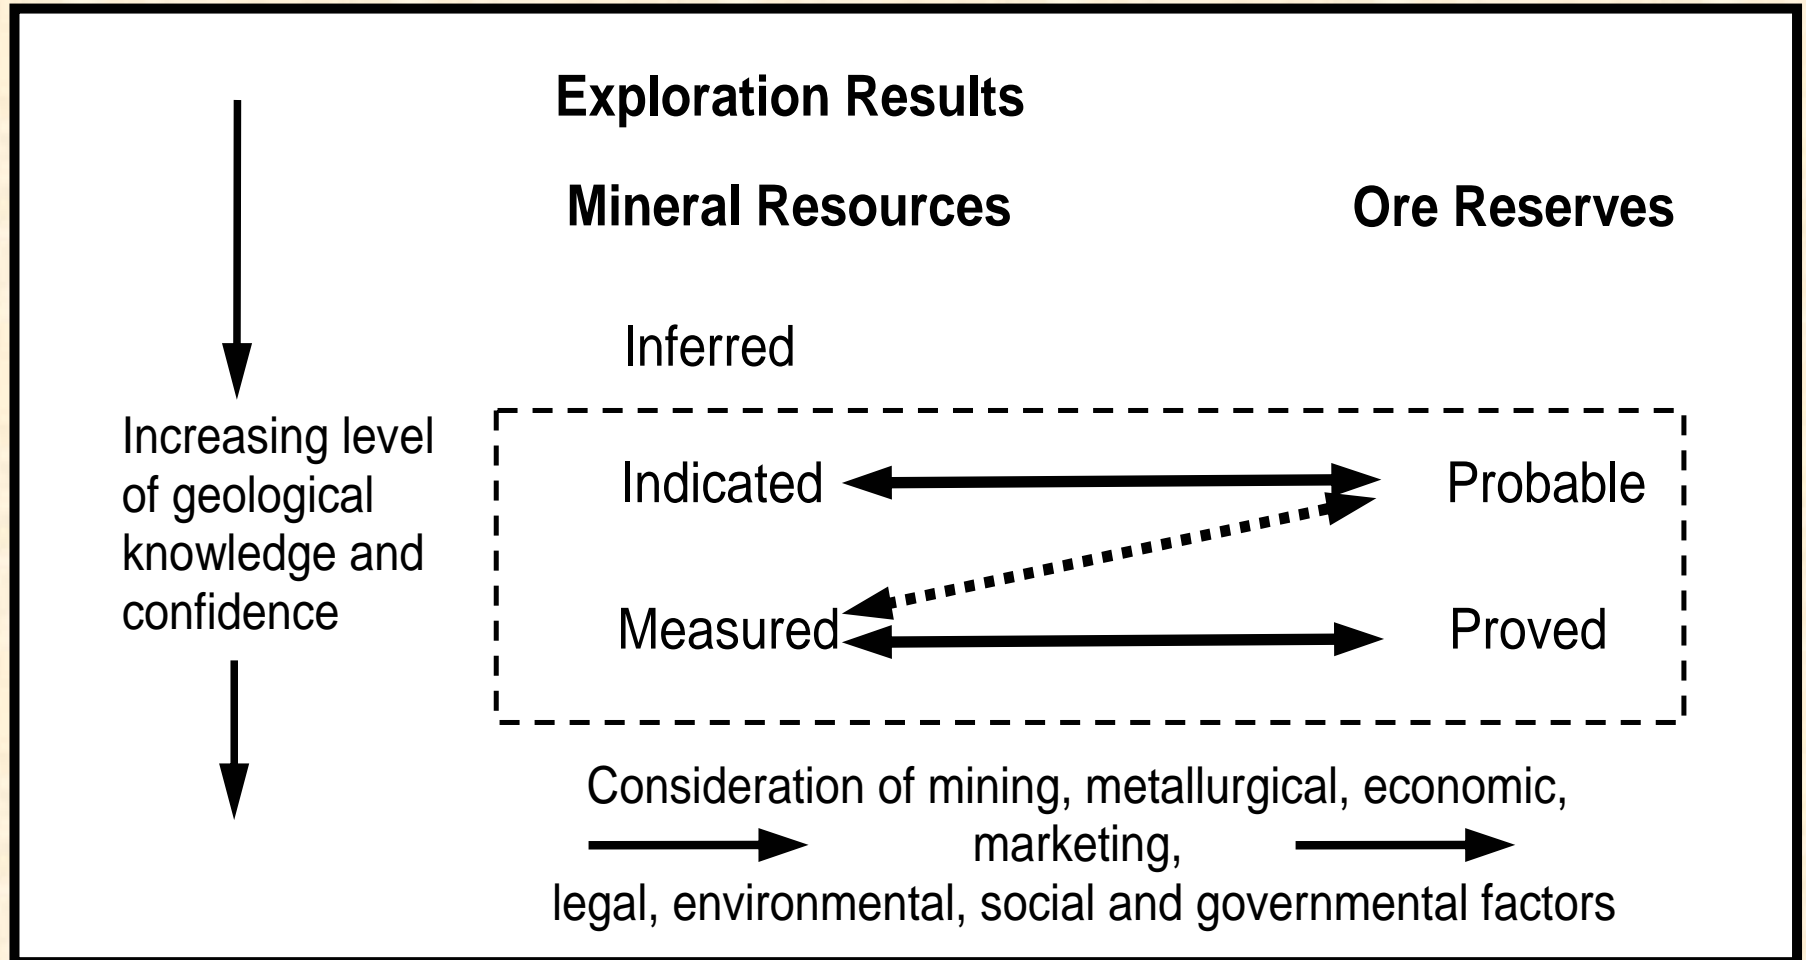 Exploration Results
Mineral Resources
Ore Reserves
Inferred
Increasing level
of geological
knowledge and
confidence
Indicated
Probable
Measured
Proved
Consideration of mining, metallurgical, economic,
marketing,
legal, environmental, social and governmental factors